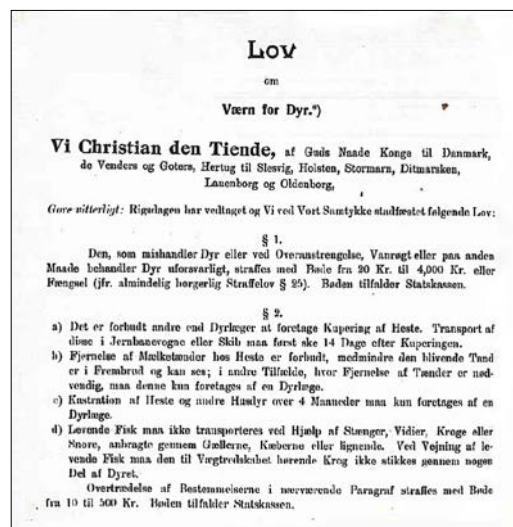 Lov
om
Værn for Dyr.*)
Vi Christian den Tiende, af Guds Naade Konge til Danmark,
de Venders og Goters, Hertug til Slesvig, Holsten, Stormarn, Ditmarsken,
Lauenborg og Oldenborg,
Gøre vitterligt: Rigsdagen har vedtaget og Vi ved Vort Samtykke stadfæstet følgende Lov:
§ 1.
Den, som mishandler Dyr eller ved Overanstrengelse, Vanrøgt eller paa anden
Maade behandler Dyr uforsvarligt, straffes med Bøde fra 20 Kr. til 4,000 Kr. eller
Fængsel (jfr. almindelig borgerlig Straffelov § 25). Bøden tilfalder Statskassen.
§ 2.
a) Det er forbudt andre end Dyrlæger at foretage Kupering af Heste. Transport af
disse i Jernbanevogne eller Skib maa først ske 14 Dage efter Kuperingen.
b) Fjernelse af Mælketænder hos Heste er forbudt, medmindre den blivende Tand
er i Frembrud og kan ses; i andre Tilfælde, hvor Fjernelse af Tænder er nød-
vendig, maa denne kun foretages af en Dyrlæge.
c) Kastration af Heste og andre Husdyr over 4 Maaneder maa kun foretages af en
Dyrlæge.
d) Levende Fisk maa ikke transporteres ved Hjælp af Stænger, Vidier, Kroge eller
Snore, anbragte gennem Gællerne, Kæberne eller lignende. Ved Vejning af le-
vende Fisk maa den til Vægtredskabet hørende Krog ikke stikkes gennem nogen
Del af Dyret.
Overtrædelse af Bestemmelserne i nærværende Paragraf straffes med Bøde
fra 10 til 500 Kr. Bøden tilfalder Statskassen.